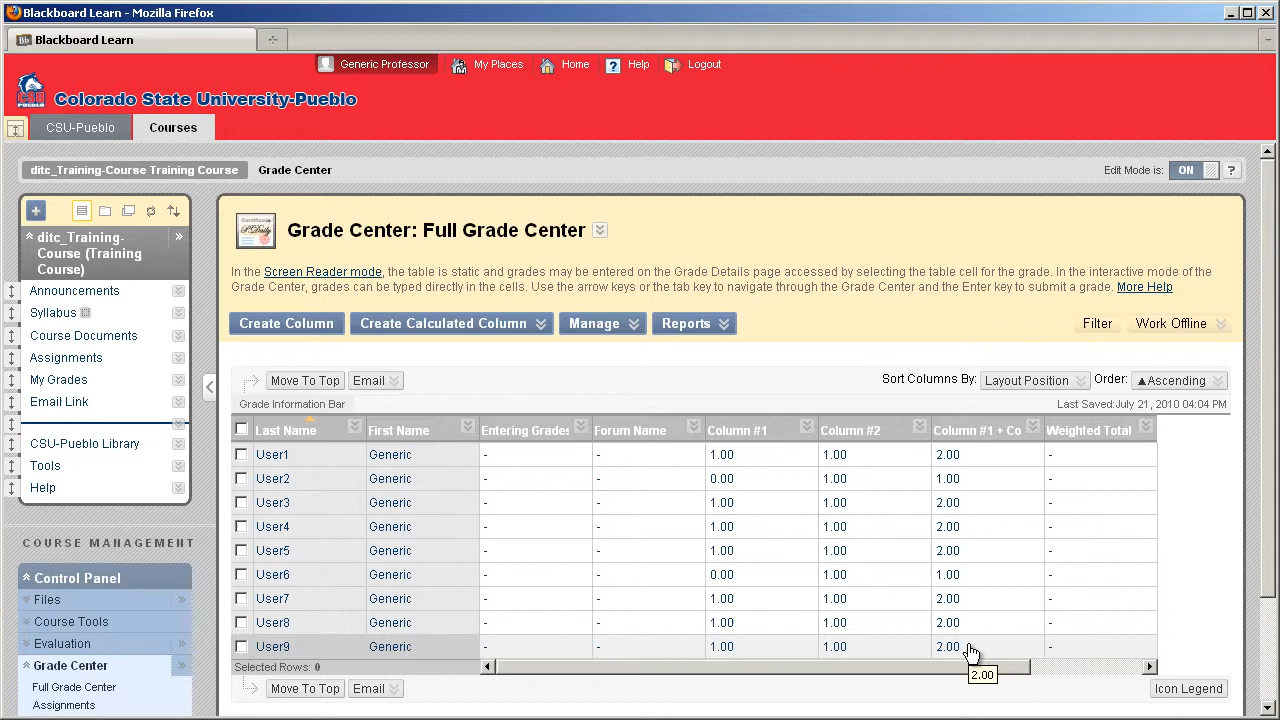 Blackboard Learn - Mozilla Firefox
Bb Blackboard Learn
Generic Professor My Places Home ? Help Logout
CSU PUEBLO Colorado State University-Pueblo
CSU-Pueblo Courses
ditc_Training-Course Training Course Grade Center Edit Mode is: ON ?
ditc_Training-
Course (Training
Course)
Announcements
Syllabus
Course Documents
Assignments
My Grades
Email Link
CSU-Pueblo Library
Tools
Help
COURSE MANAGEMENT
Control Panel
Files
Course Tools
Evaluation
Grade Center
Full Grade Center
Assignments
Grade Center: Full Grade Center
In the Screen Reader mode, the table is static and grades may be entered on the Grade Details page accessed by selecting the table cell for the grade. In the interactive mode of the
Grade Center, grades can be typed directly in the cells. Use the arrow keys or the tab key to navigate through the Grade Center and the Enter key to submit a grade. More Help
Create Column Create Calculated Column Manage Reports Filter Work Offline
Move To Top Email Sort Columns By: Layout Position Order: ▲Ascending
Grade Information Bar Last Saved:July 21, 2010 04:04 PM
Last Name First Name Entering Grades Forum Name Column #1 Column #2 Column #1 + Co Weighted Total
User1 Generic - - 1.00 1.00 2.00 -
User2 Generic - - 0.00 1.00 1.00 -
User3 Generic - - 1.00 1.00 2.00 -
User4 Generic - - 1.00 1.00 2.00 -
User5 Generic - - 1.00 1.00 2.00 -
User6 Generic - - 0.00 1.00 1.00 -
User7 Generic - - 1.00 1.00 2.00 -
User8 Generic - - 1.00 1.00 2.00 -
User9 Generic - - 1.00 1.00 2.00 -
Selected Rows: 0
2.00
Move To Top Email Icon Legend